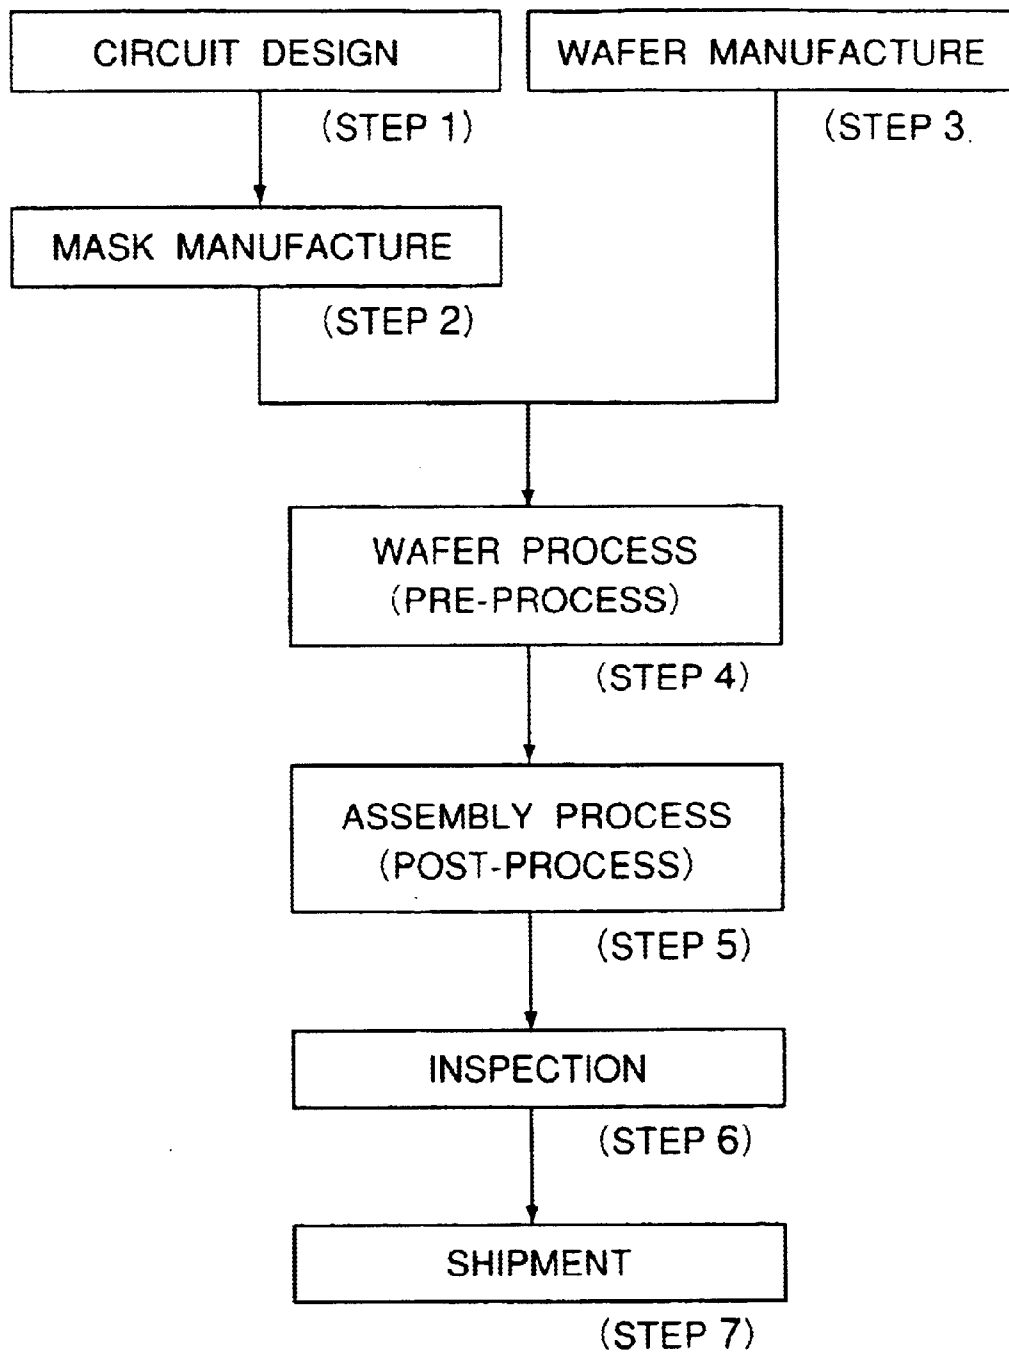 CIRCUIT DESIGN
(STEP 1)
WAFER MANUFACTURE
(STEP 3
MASK MANUFACTURE
(STEP 2)
WAFER PROCESS
(PRE-PROCESS)
(STEP 4)
ASSEMBLY PROCESS
(POST-PROCESS)
(STEP 5)
INSPECTION
(STEP 6)
SHIPMENT
(STEP 7)